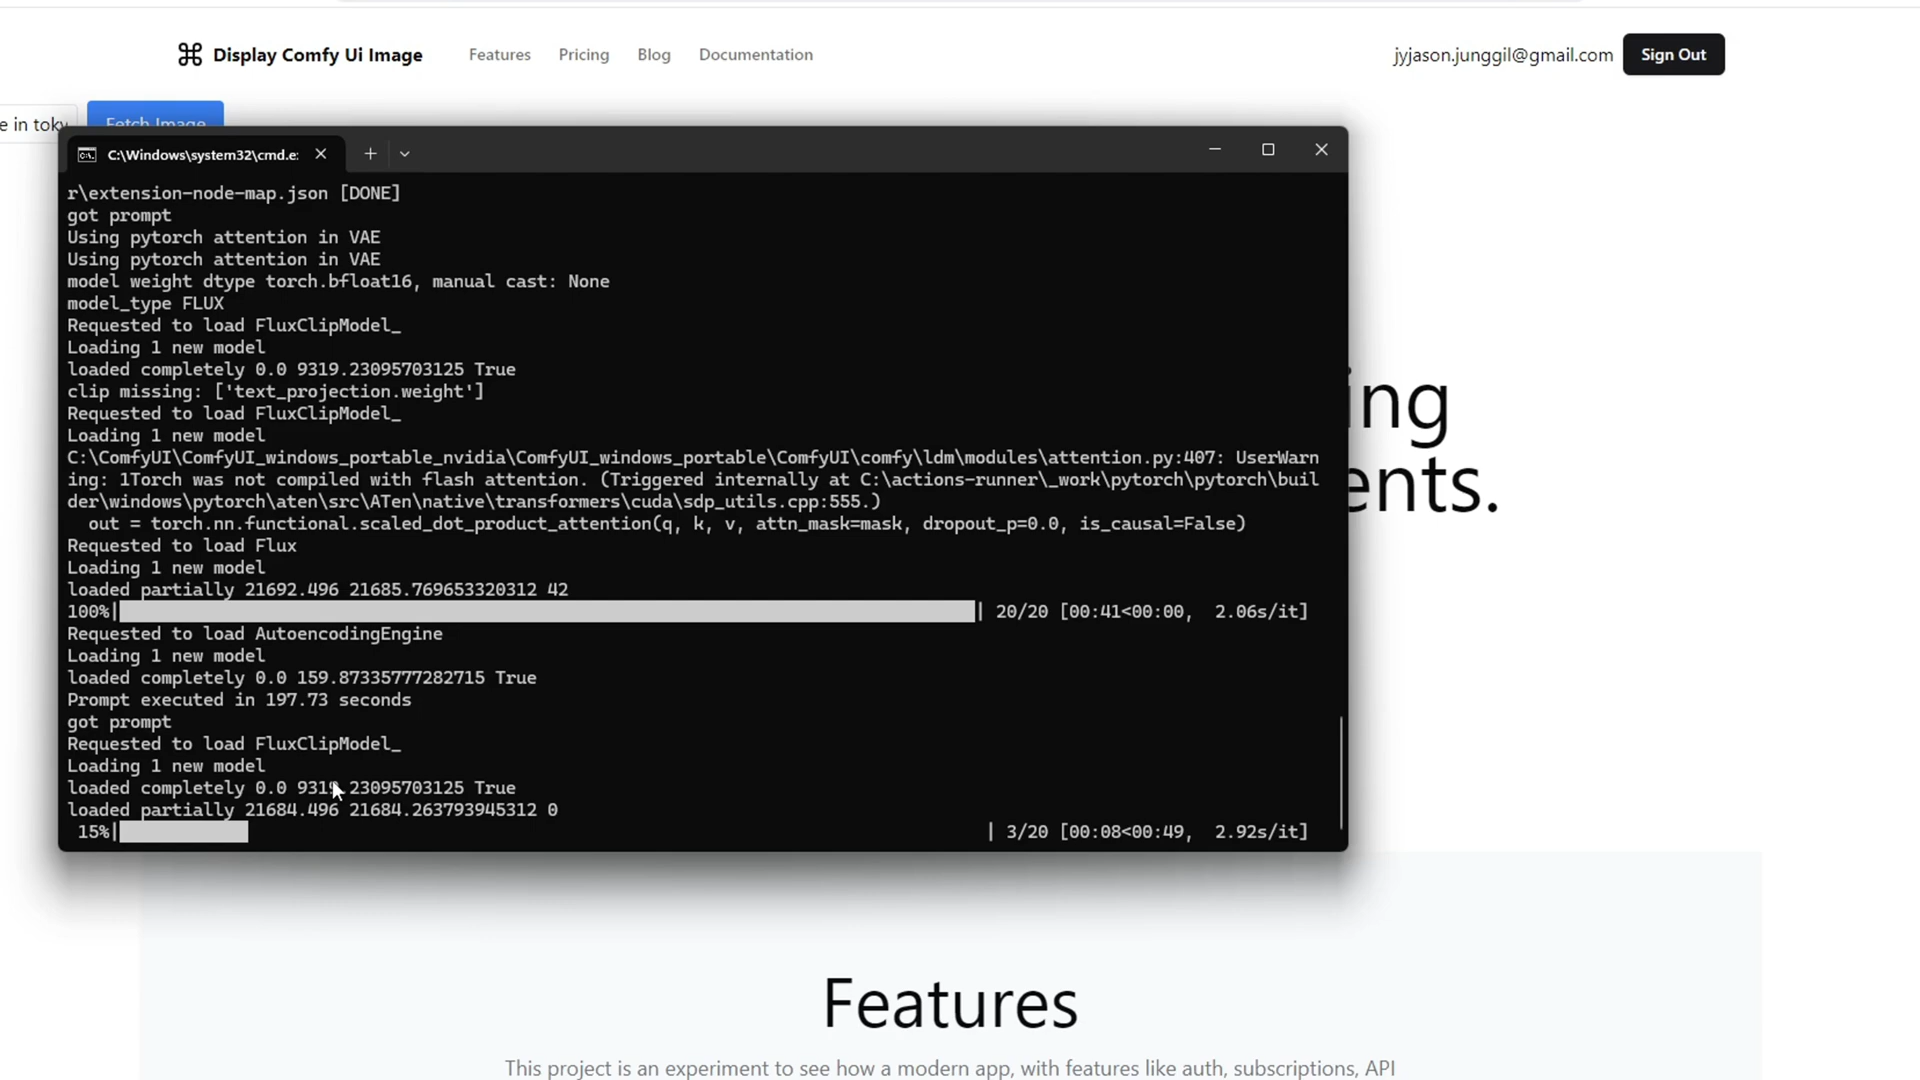 Display Comfy Ui Image Features Pricing Blog Documentation jyjason.junggil@gmail.com Sign Out
e in toky Fetch Image
C:\Windows\system32\cmd.e:
r\extension-node-map.json [DONE]
got prompt
Using pytorch attention in VAE
Using pytorch attention in VAE
model weight dtype torch.bfloat16, manual cast: None
model_type FLUX
Requested to load FluxClipModel_
Loading 1 new model
loaded completely 0.0 9319.23095703125 True
clip missing: ['text_projection.weight']
Requested to load FluxClipModel_
Loading 1 new model
C:\ComfyUI\ComfyUI_windows_portable_nvidia\ComfyUI_windows_portable\ComfyUI\comfy\ldm\modules\attention.py:407: UserWarn
ing: 1Torch was not compiled with flash attention. (Triggered internally at C:\actions-runner\_work\pytorch\pytorch\buil
der\windows\pytorch\aten\src\ATen\native\transformers\cuda\sdp_utils.cpp:555.)
out = torch.nn.functional.scaled_dot_product_attention(q, k, v, attn_mask=mask, dropout_p=0.0, is_causal=False)
Requested to load Flux
Loading 1 new model
loaded partially 21692.496 21685.769653320312 42
100%| | 20/20 [00:41<00:00, 2.06s/it]
Requested to load AutoencodingEngine
Loading 1 new model
loaded completely 0.0 159.87335777282715 True
Prompt executed in 197.73 seconds
got prompt
Requested to load FluxClipModel_
Loading 1 new model
loaded completely 0.0 9319.23095703125 True
loaded partially 21684.496 21684.263793945312 0
15%| | 3/20 [00:08<00:49, 2.92s/it]
ing
ents.
Features
This project is an experiment to see how a modern app, with features like auth, subscriptions, API